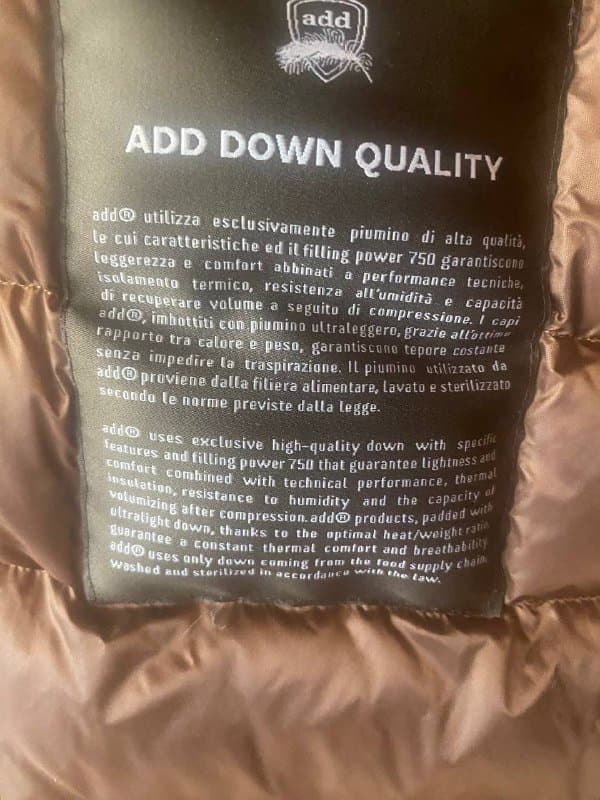 add
ADD DOWN QUALITY
add® utilizza esclusivamente piumino di alta qualità,
le cui caratteristiche ed il filling power 750 garantiscono
leggerezza e comfort abbinati a performance tecniche,
isolamento termico, resistenza all'umidità e capacità
di recuperare volume a seguito di compressione. I capi
add®, imbottiti con piumino ultraleggero, grazie all'ottimo
rapporto tra calore e peso, garantiscono tepore costante
senza impedire la traspirazione. Il piumino utilizzato da
add® proviene dalla filiera alimentare, lavato e sterilizzato
secondo le norme previste dalla legge.
add® uses exclusive high-quality down with specific
features and filling power 750 that guarantee lightness and
comfort combined with technical performance, thermal
insulation, resistance to humidity and the capacity of
volumizing after compression. add® products, padded with
ultralight down, thanks to the optimal heat/weight ratio
guarantee a constant thermal comfort and breathability.
add® uses only down coming from the food supply chain.
Washed and sterilized in accordance with the law.